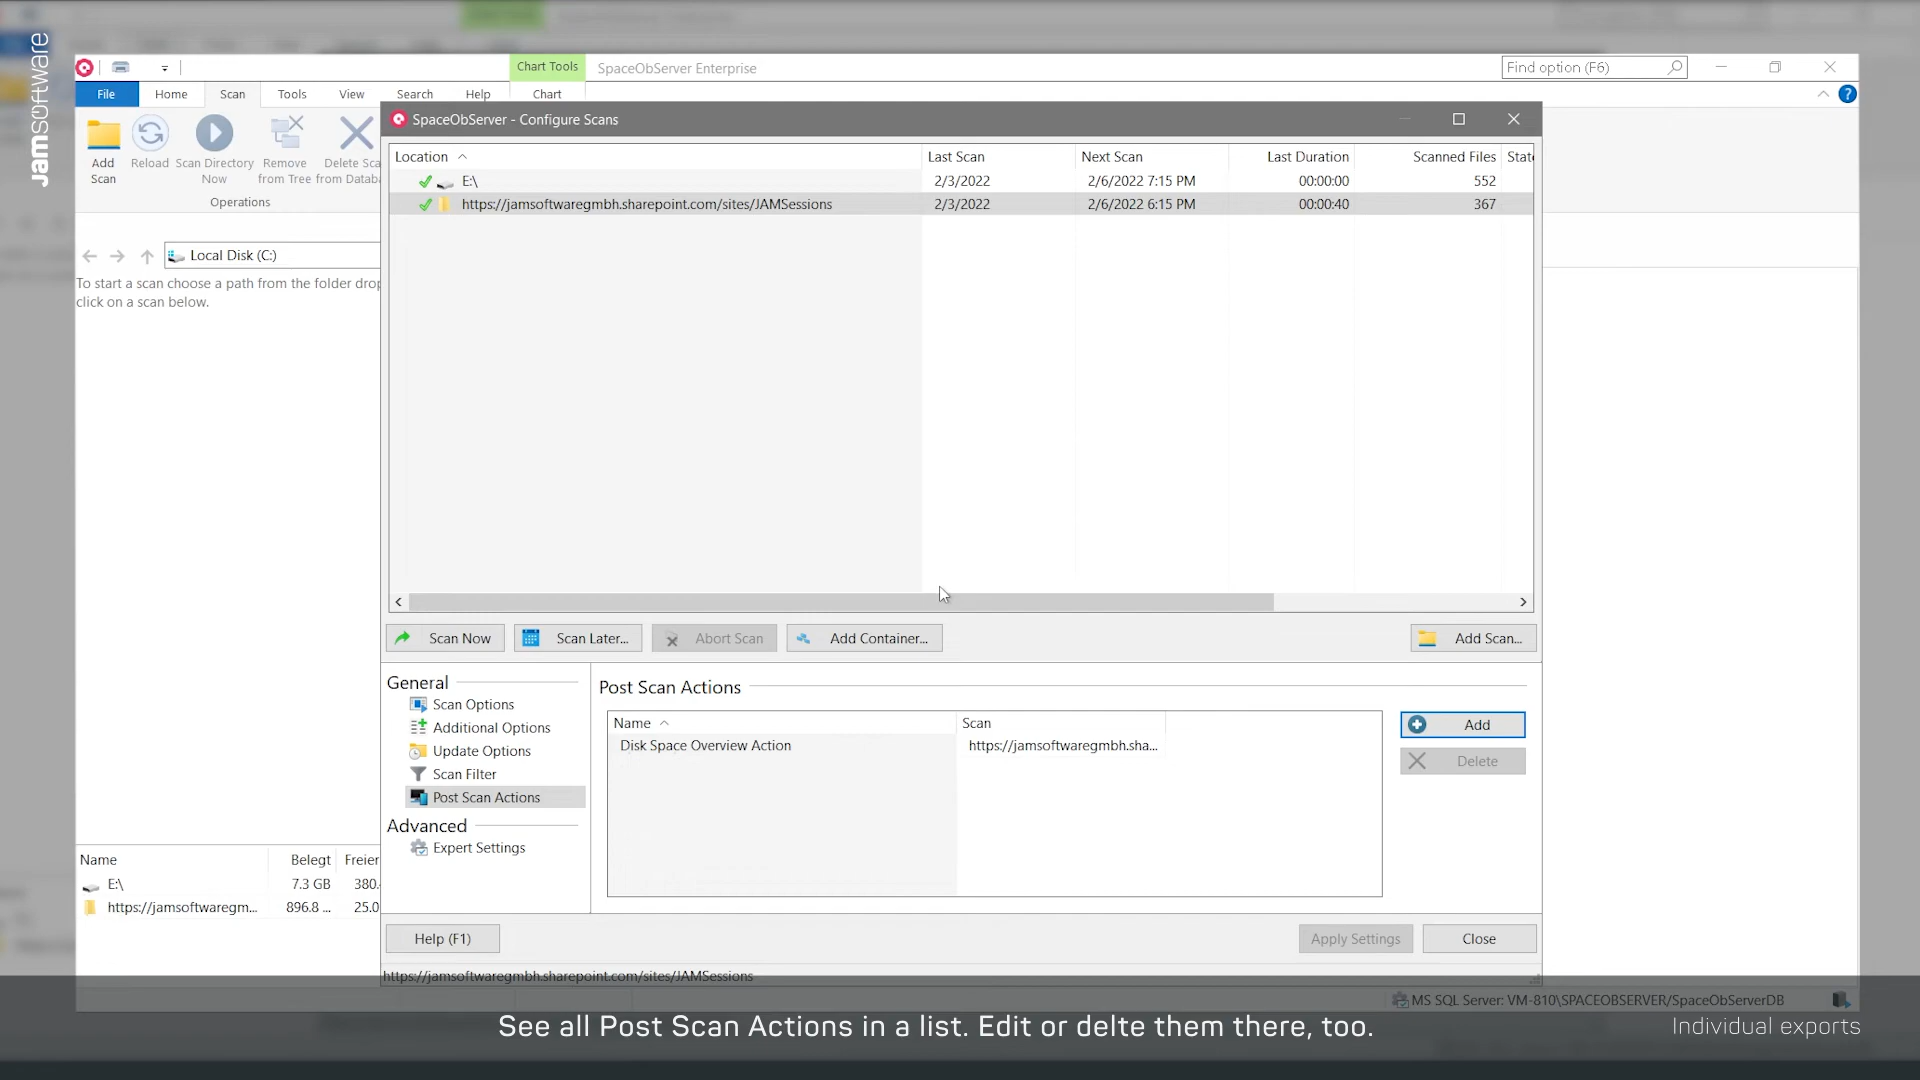 JAMSOFTWARE
Chart Tools
SpaceObServer Enterprise
Find option (F6)
File
Home
Scan
Tools
View
Search
Help
Chart
Add
Scan
Reload
Scan Directory
Now
Remove
from Tree
Delete Sca
from Databa
Operations
Local Disk (C:)
To start a scan choose a path from the folder drop
click on a scan below.
Name Belegt Freier
E:\ 7.3 GB 380.
https://jamsoftwaregm... 896.8 ... 25.0
SpaceObServer - Configure Scans
Location Last Scan Next Scan Last Duration Scanned Files State
E:\ 2/3/2022 2/6/2022 7:15 PM 00:00:00 552
https://jamsoftwaregmbh.sharepoint.com/sites/JAMSessions 2/3/2022 2/6/2022 6:15 PM 00:00:40 367
Scan Now
Scan Later...
Abort Scan
Add Container...
Add Scan...
General
Scan Options
Additional Options
Update Options
Scan Filter
Post Scan Actions
Advanced
Expert Settings
Post Scan Actions
Name Scan
Disk Space Overview Action https://jamsoftwaregmbh.sha...
Add
Delete
Help (F1)
Apply Settings
Close
https://jamsoftwaregmbh.sharepoint.com/sites/JAMSessions
MS SQL Server: VM-810\SPACEOBSERVER/SpaceObServerDB
See all Post Scan Actions in a list. Edit or delte them there, too.
Individual exports